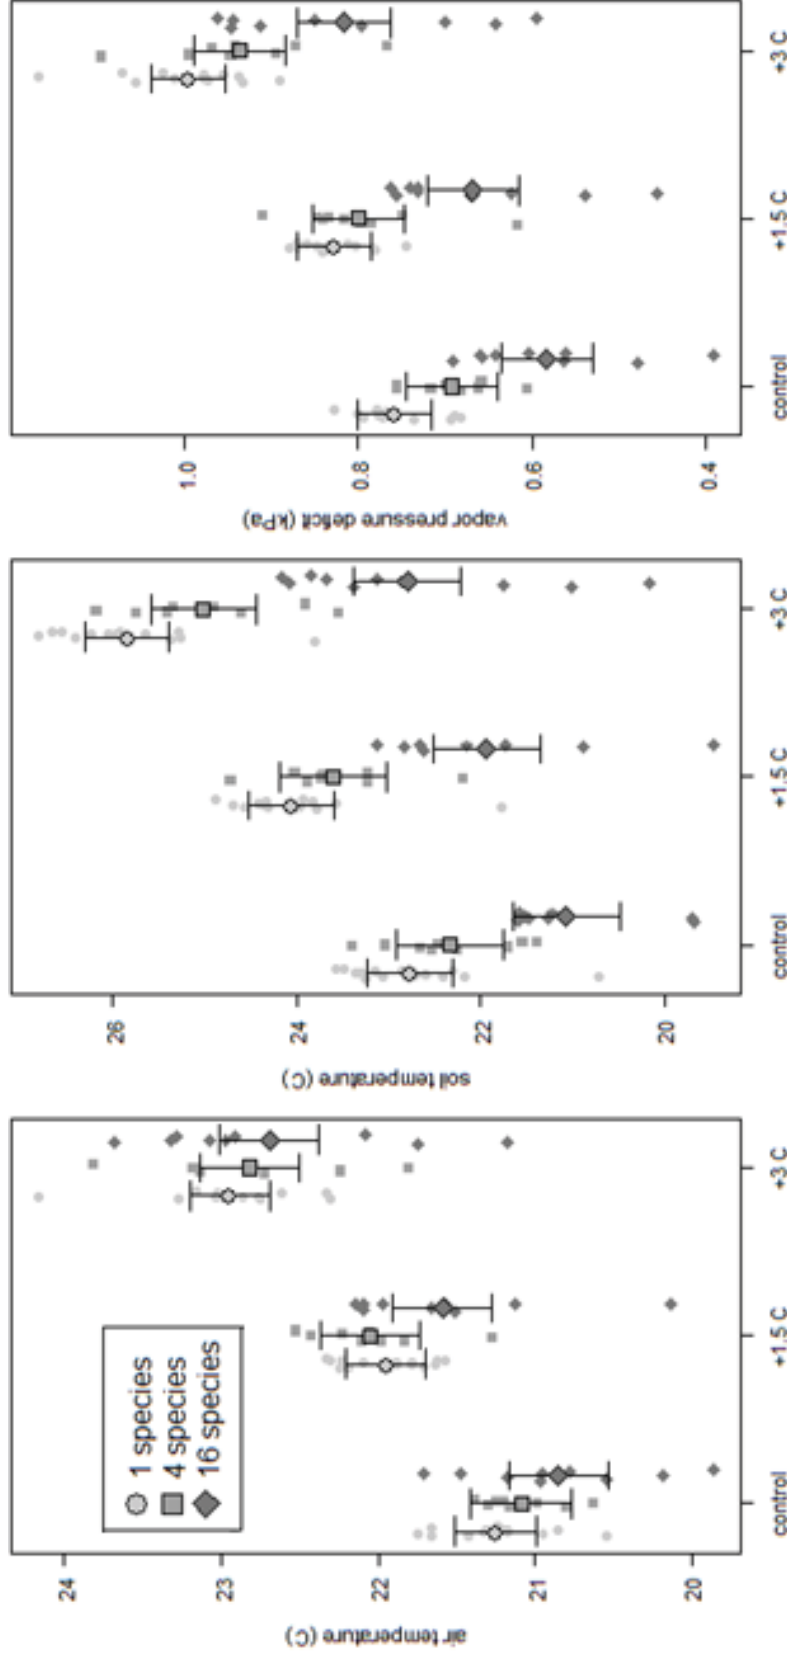 air temperature (C)
24
23
22
21
20
1 species
4 species
16 species
control
+1.5 C
+3 C
soil temperature (C)
26
24
22
20
control
+1.5 C
+3 C
vapor pressure deficit (kPa)
1.0
0.8
0.6
0.4
control
+1.5 C
+3 C